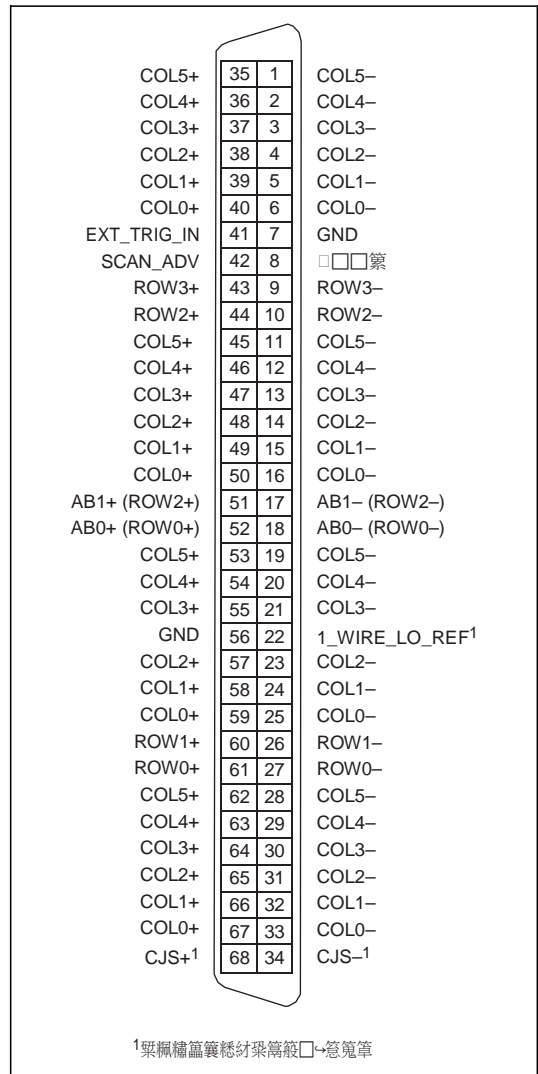 COL5+ 35 1 COL5–
COL4+ 36 2 COL4–
COL3+ 37 3 COL3–
COL2+ 38 4 COL2–
COL1+ 39 5 COL1–
COL0+ 40 6 COL0–
EXT_TRIG_IN 41 7 GND
SCAN_ADV 42 8
ROW3+ 43 9 ROW3–
ROW2+ 44 10 ROW2–
COL5+ 45 11 COL5–
COL4+ 46 12 COL4–
COL3+ 47 13 COL3–
COL2+ 48 14 COL2–
COL1+ 49 15 COL1–
COL0+ 50 16 COL0–
AB1+ (ROW2+) 51 17 AB1– (ROW2–)
AB0+ (ROW0+) 52 18 AB0– (ROW0–)
COL5+ 53 19 COL5–
COL4+ 54 20 COL4–
COL3+ 55 21 COL3–
GND 56 22 1_WIRE_LO_REF1
COL2+ 57 23 COL2–
COL1+ 58 24 COL1–
COL0+ 59 25 COL0–
ROW1+ 60 26 ROW1–
ROW0+ 61 27 ROW0–
COL5+ 62 28 COL5–
COL4+ 63 29 COL4–
COL3+ 64 30 COL3–
COL2+ 65 31 COL2–
COL1+ 66 32 COL1–
COL0+ 67 33 COL0–
CJS+1 68 34 CJS–1
1